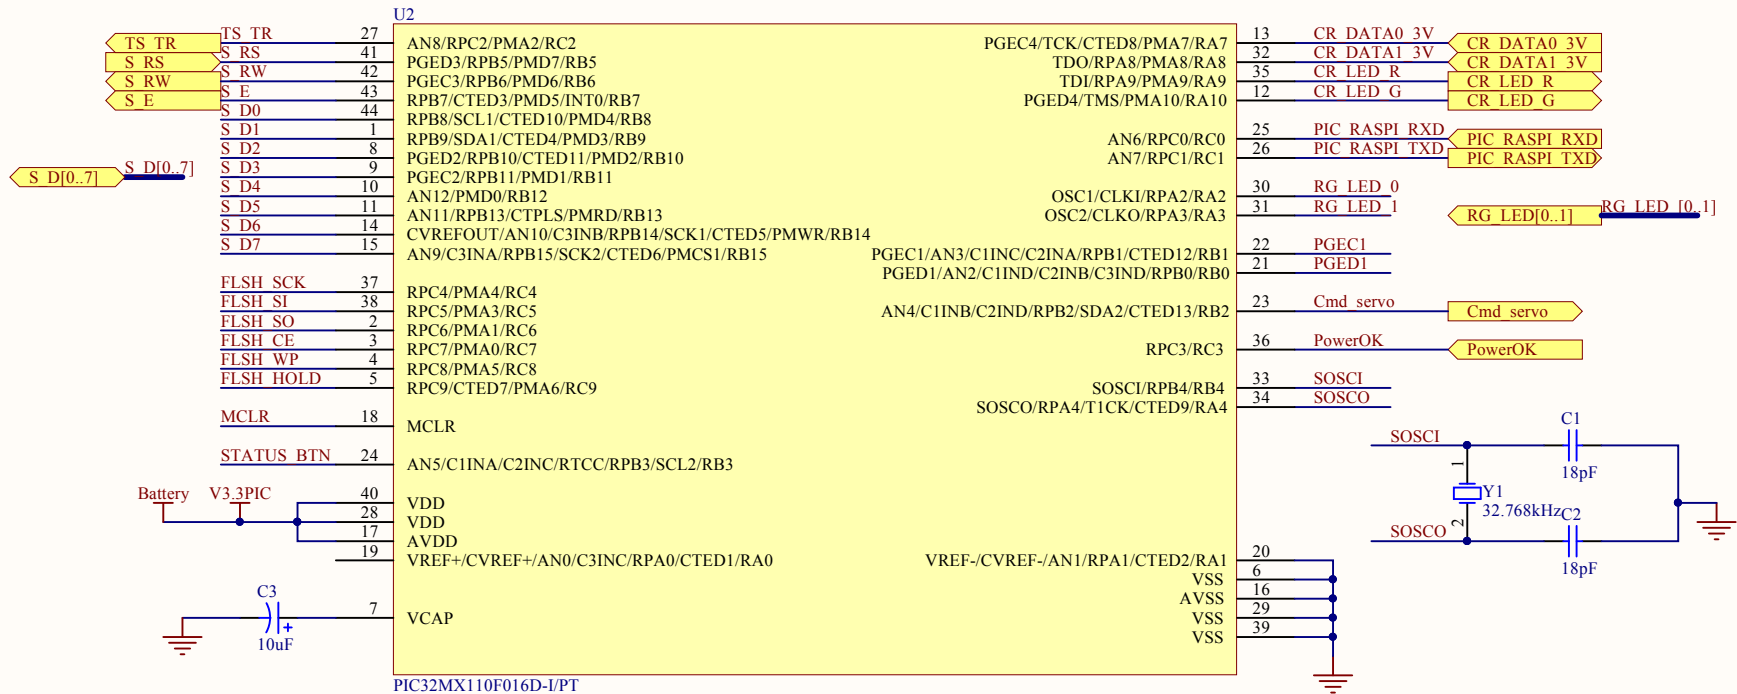 U2
TS_TR TS_TR 27 AN8/RPC2/PMA2/RC2
S_RS S_RS 41 PGED3/RPB5/PMD7/RB5
S_RW S_RW 42 PGEC3/RPB6/PMD6/RB6
S_E S_E 43 RPB7/CTED3/PMD5/INT0/RB7
S_D0 44 RPB8/SCL1/CTED10/PMD4/RB8
S_D1 1 RPB9/SDA1/CTED4/PMD3/RB9
S_D2 8 PGED2/RPB10/CTED11/PMD2/RB10
S_D[0..7] S_D[0..7] S_D3 9 PGEC2/RPB11/PMD1/RB11
S_D4 10 AN12/PMD0/RB12
S_D5 11 AN11/RPB13/CTPLS/PMRD/RB13
S_D6 14 CVREFOUT/AN10/C3INB/RPB14/SCK1/CTED5/PMWR/RB14
S_D7 15 AN9/C3INA/RPB15/SCK2/CTED6/PMCS1/RB15
FLSH_SCK 37 RPC4/PMA4/RC4
FLSH_SI 38 RPC5/PMA3/RC5
FLSH_SO 2 RPC6/PMA1/RC6
FLSH_CE 3 RPC7/PMA0/RC7
FLSH_WP 4 RPC8/PMA5/RC8
FLSH_HOLD 5 RPC9/CTED7/PMA6/RC9
MCLR 18 MCLR
STATUS_BTN 24 AN5/C1INA/C2INC/RTCC/RPB3/SCL2/RB3
Battery V3.3PIC 40 VDD
28 VDD
17 AVDD
19 VREF+/CVREF+/AN0/C3INC/RPA0/CTED1/RA0
C3 10uF 7 VCAP
PIC32MX110F016D-I/PT
PGEC4/TCK/CTED8/PMA7/RA7 13 CR_DATA0_3V CR_DATA0_3V
TDO/RPA8/PMA8/RA8 32 CR_DATA1_3V CR_DATA1_3V
TDI/RPA9/PMA9/RA9 35 CR_LED_R CR_LED_R
PGED4/TMS/PMA10/RA10 12 CR_LED_G CR_LED_G
AN6/RPC0/RC0 25 PIC_RASPI_RXD PIC_RASPI_RXD
AN7/RPC1/RC1 26 PIC_RASPI_TXD PIC_RASPI_TXD
OSC1/CLKI/RPA2/RA2 30 RG_LED_0
OSC2/CLKO/RPA3/RA3 31 RG_LED_1 RG_LED[0..1] RG_LED_[0..1]
PGEC1/AN3/C1INC/C2INA/RPB1/CTED12/RB1 22 PGEC1
PGED1/AN2/C1IND/C2INB/C3IND/RPB0/RB0 21 PGED1
AN4/C1INB/C2IND/RPB2/SDA2/CTED13/RB2 23 Cmd_servo Cmd_servo
RPC3/RC3 36 PowerOK PowerOK
SOSCI/RPB4/RB4 33 SOSCI
SOSCO/RPA4/T1CK/CTED9/RA4 34 SOSCO
VREF-/CVREF-/AN1/RPA1/CTED2/RA1 20
VSS 6
AVSS 16
VSS 29
VSS 39
C1
SOSCI
18pF
1
Y1
32.768kHz
2
C2
SOSCO
18pF